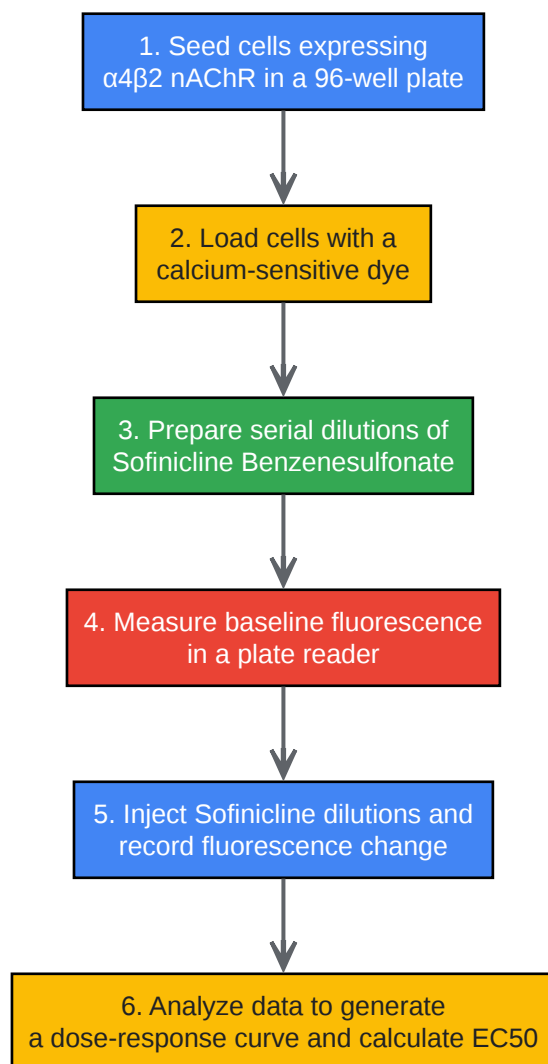 1. Seed cells expressing
α4β2 nAChR in a 96-well plate
2. Load cells with a
calcium-sensitive dye
3. Prepare serial dilutions of
Sofinicline Benzenesulfonate
4. Measure baseline fluorescence
in a plate reader
5. Inject Sofinicline dilutions and
record fluorescence change
6. Analyze data to generate
a dose-response curve and calculate EC50